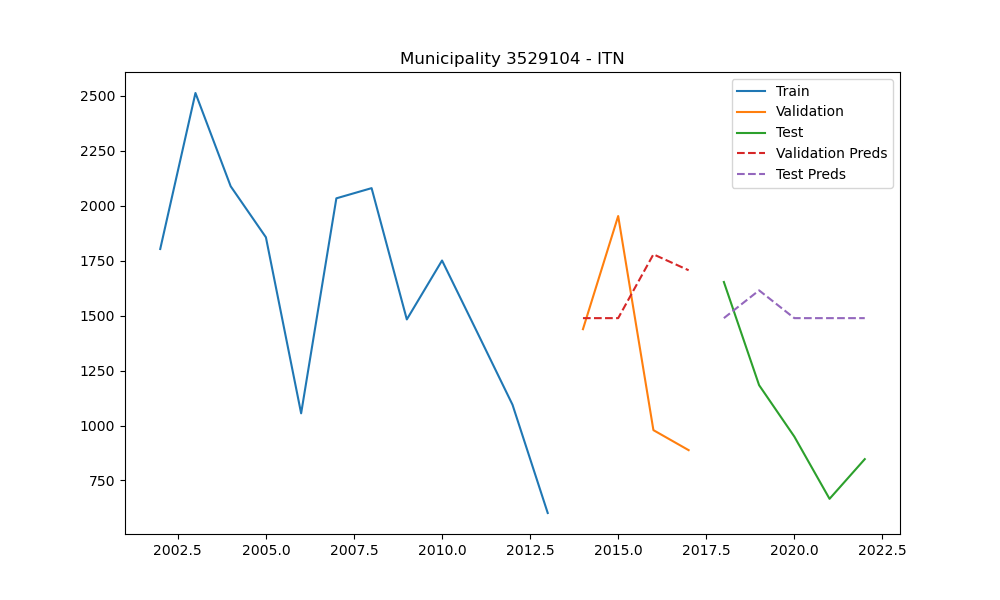 Municipality 3529104 - ITN
2500
2250
2000
1750
1500
1250
1000
750
Train
Validation
Test
Validation Preds
Test Preds
2002.5 2005.0 2007.5 2010.0 2012.5 2015.0 2017.5 2020.0 2022.5